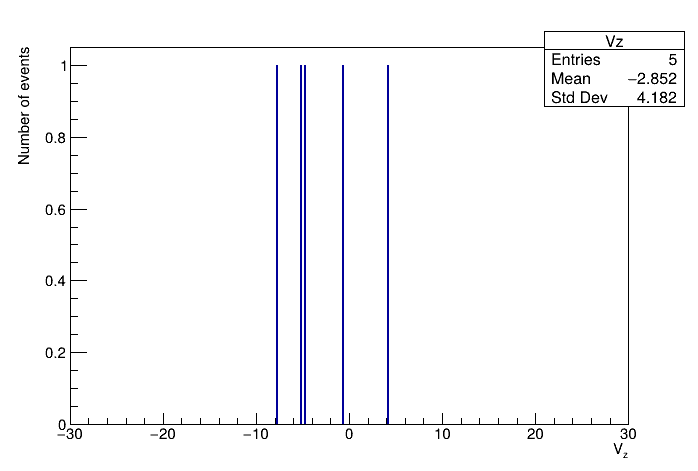 Vz
Entries 5
Mean −2.852
Std Dev 4.182
Number of events
1
0.8
0.6
0.4
0.2
0
−30 −20 −10 0 10 20 30
Vz